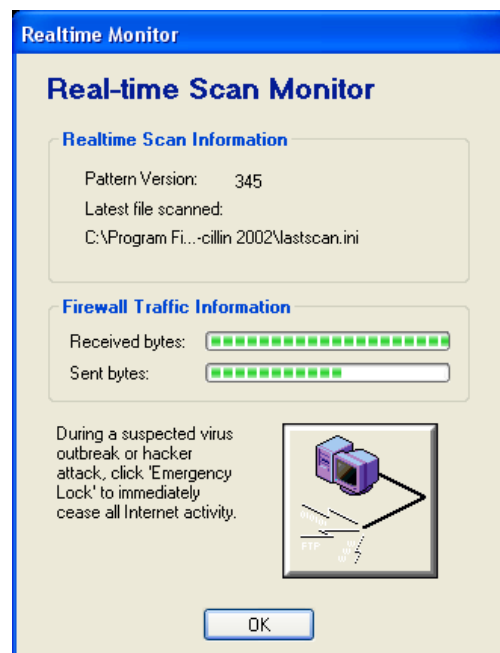 Realtime Monitor
Real-time Scan Monitor
Realtime Scan Information
Pattern Version: 345
Latest file scanned:
C:\Program Fi...-cillin 2002\lastscan.ini
Firewall Traffic Information
Received bytes:
Sent bytes:
During a suspected virus
outbreak or hacker
attack, click 'Emergency
Lock' to immediately
cease all Internet activity.
FTP
OK